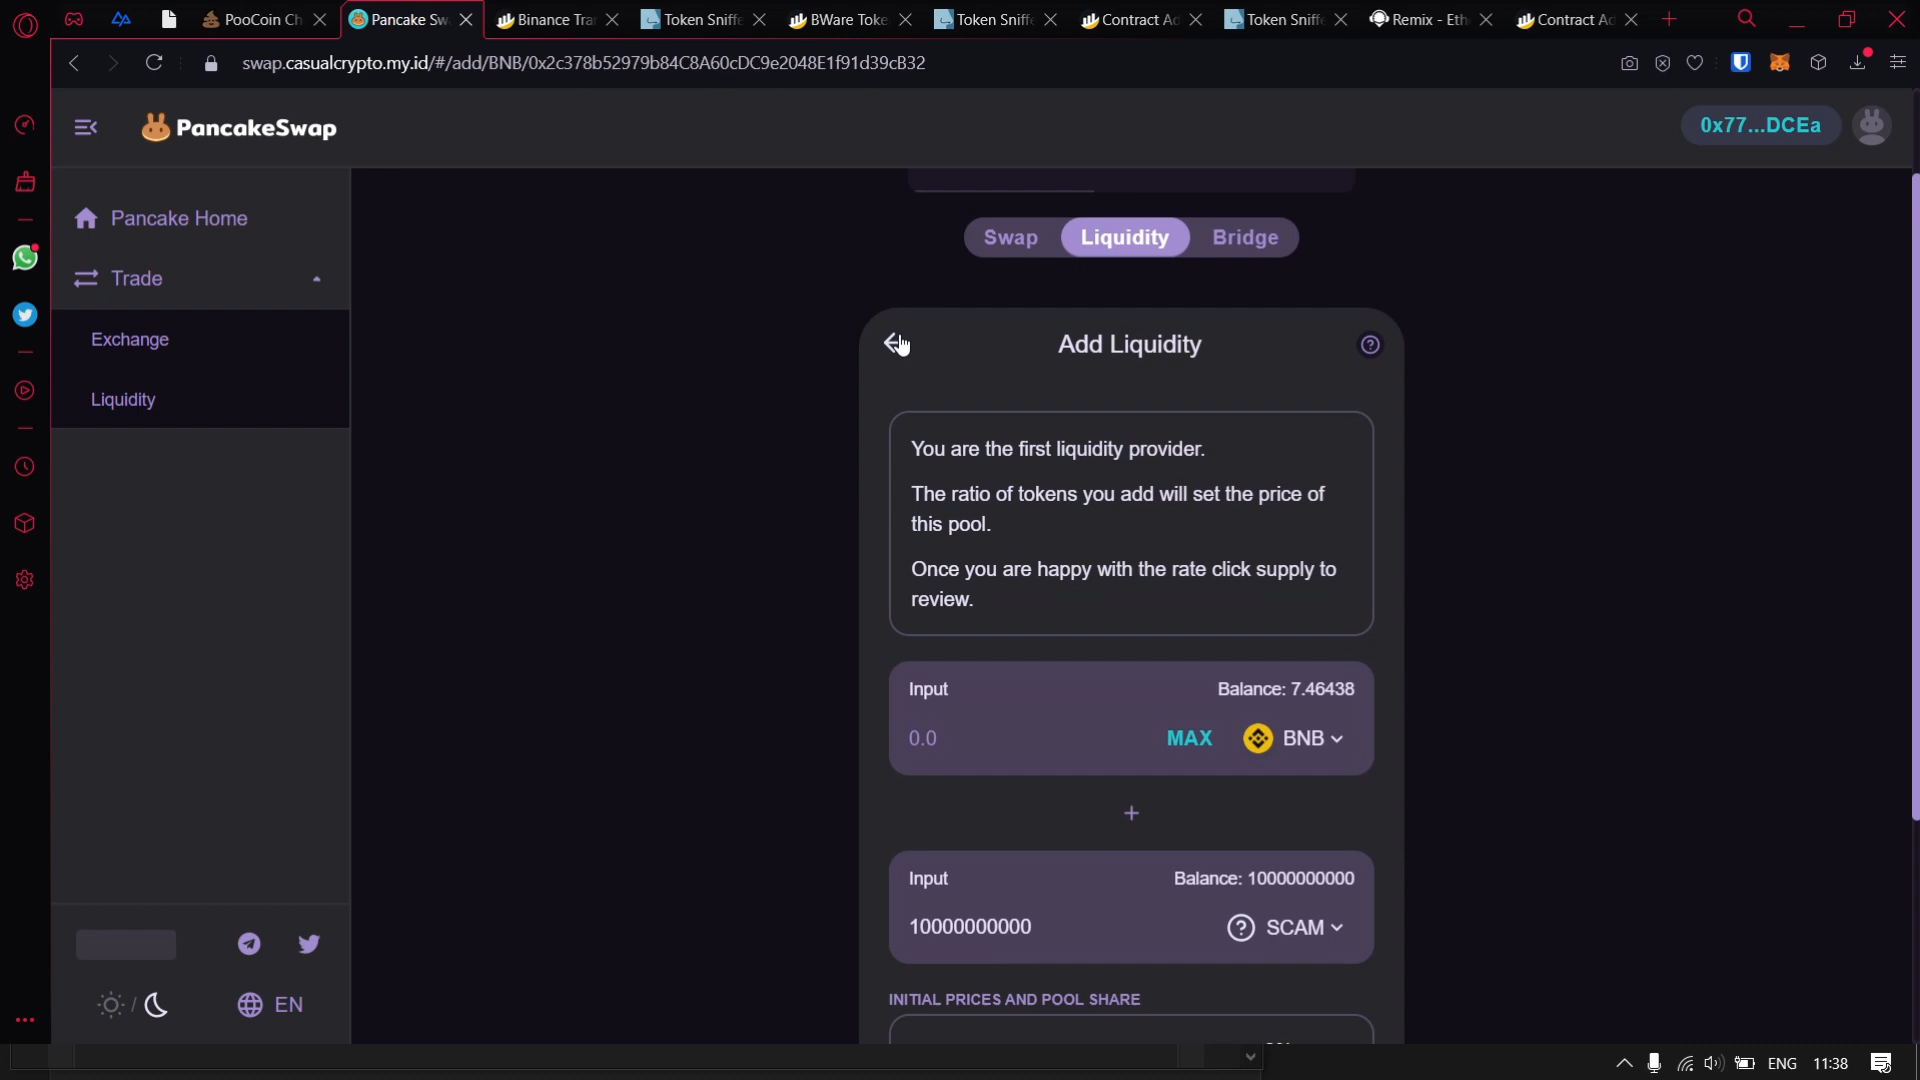 PooCoin Ch
Pancake Sw
Binance Tra
Token Sniffe
BWare Toke
Token Sniffe
Contract Ad
Token Sniffe
Remix - Eth
Contract Ad
swap.casualcrypto.my.id/#/add/BNB/0x2c378b52979b84C8A60cDC9e2048E1f91d39cB32
PancakeSwap
0x77...DCEa
Pancake Home
Trade
Exchange
Liquidity
Swap
Liquidity
Bridge
Add Liquidity
You are the first liquidity provider.
The ratio of tokens you add will set the price of
this pool.
Once you are happy with the rate click supply to
review.
Input
Balance: 7.46438
0.0
MAX
BNB
+
Input
Balance: 10000000000
10000000000
SCAM
INITIAL PRICES AND POOL SHARE
/
EN
ENG
11:38